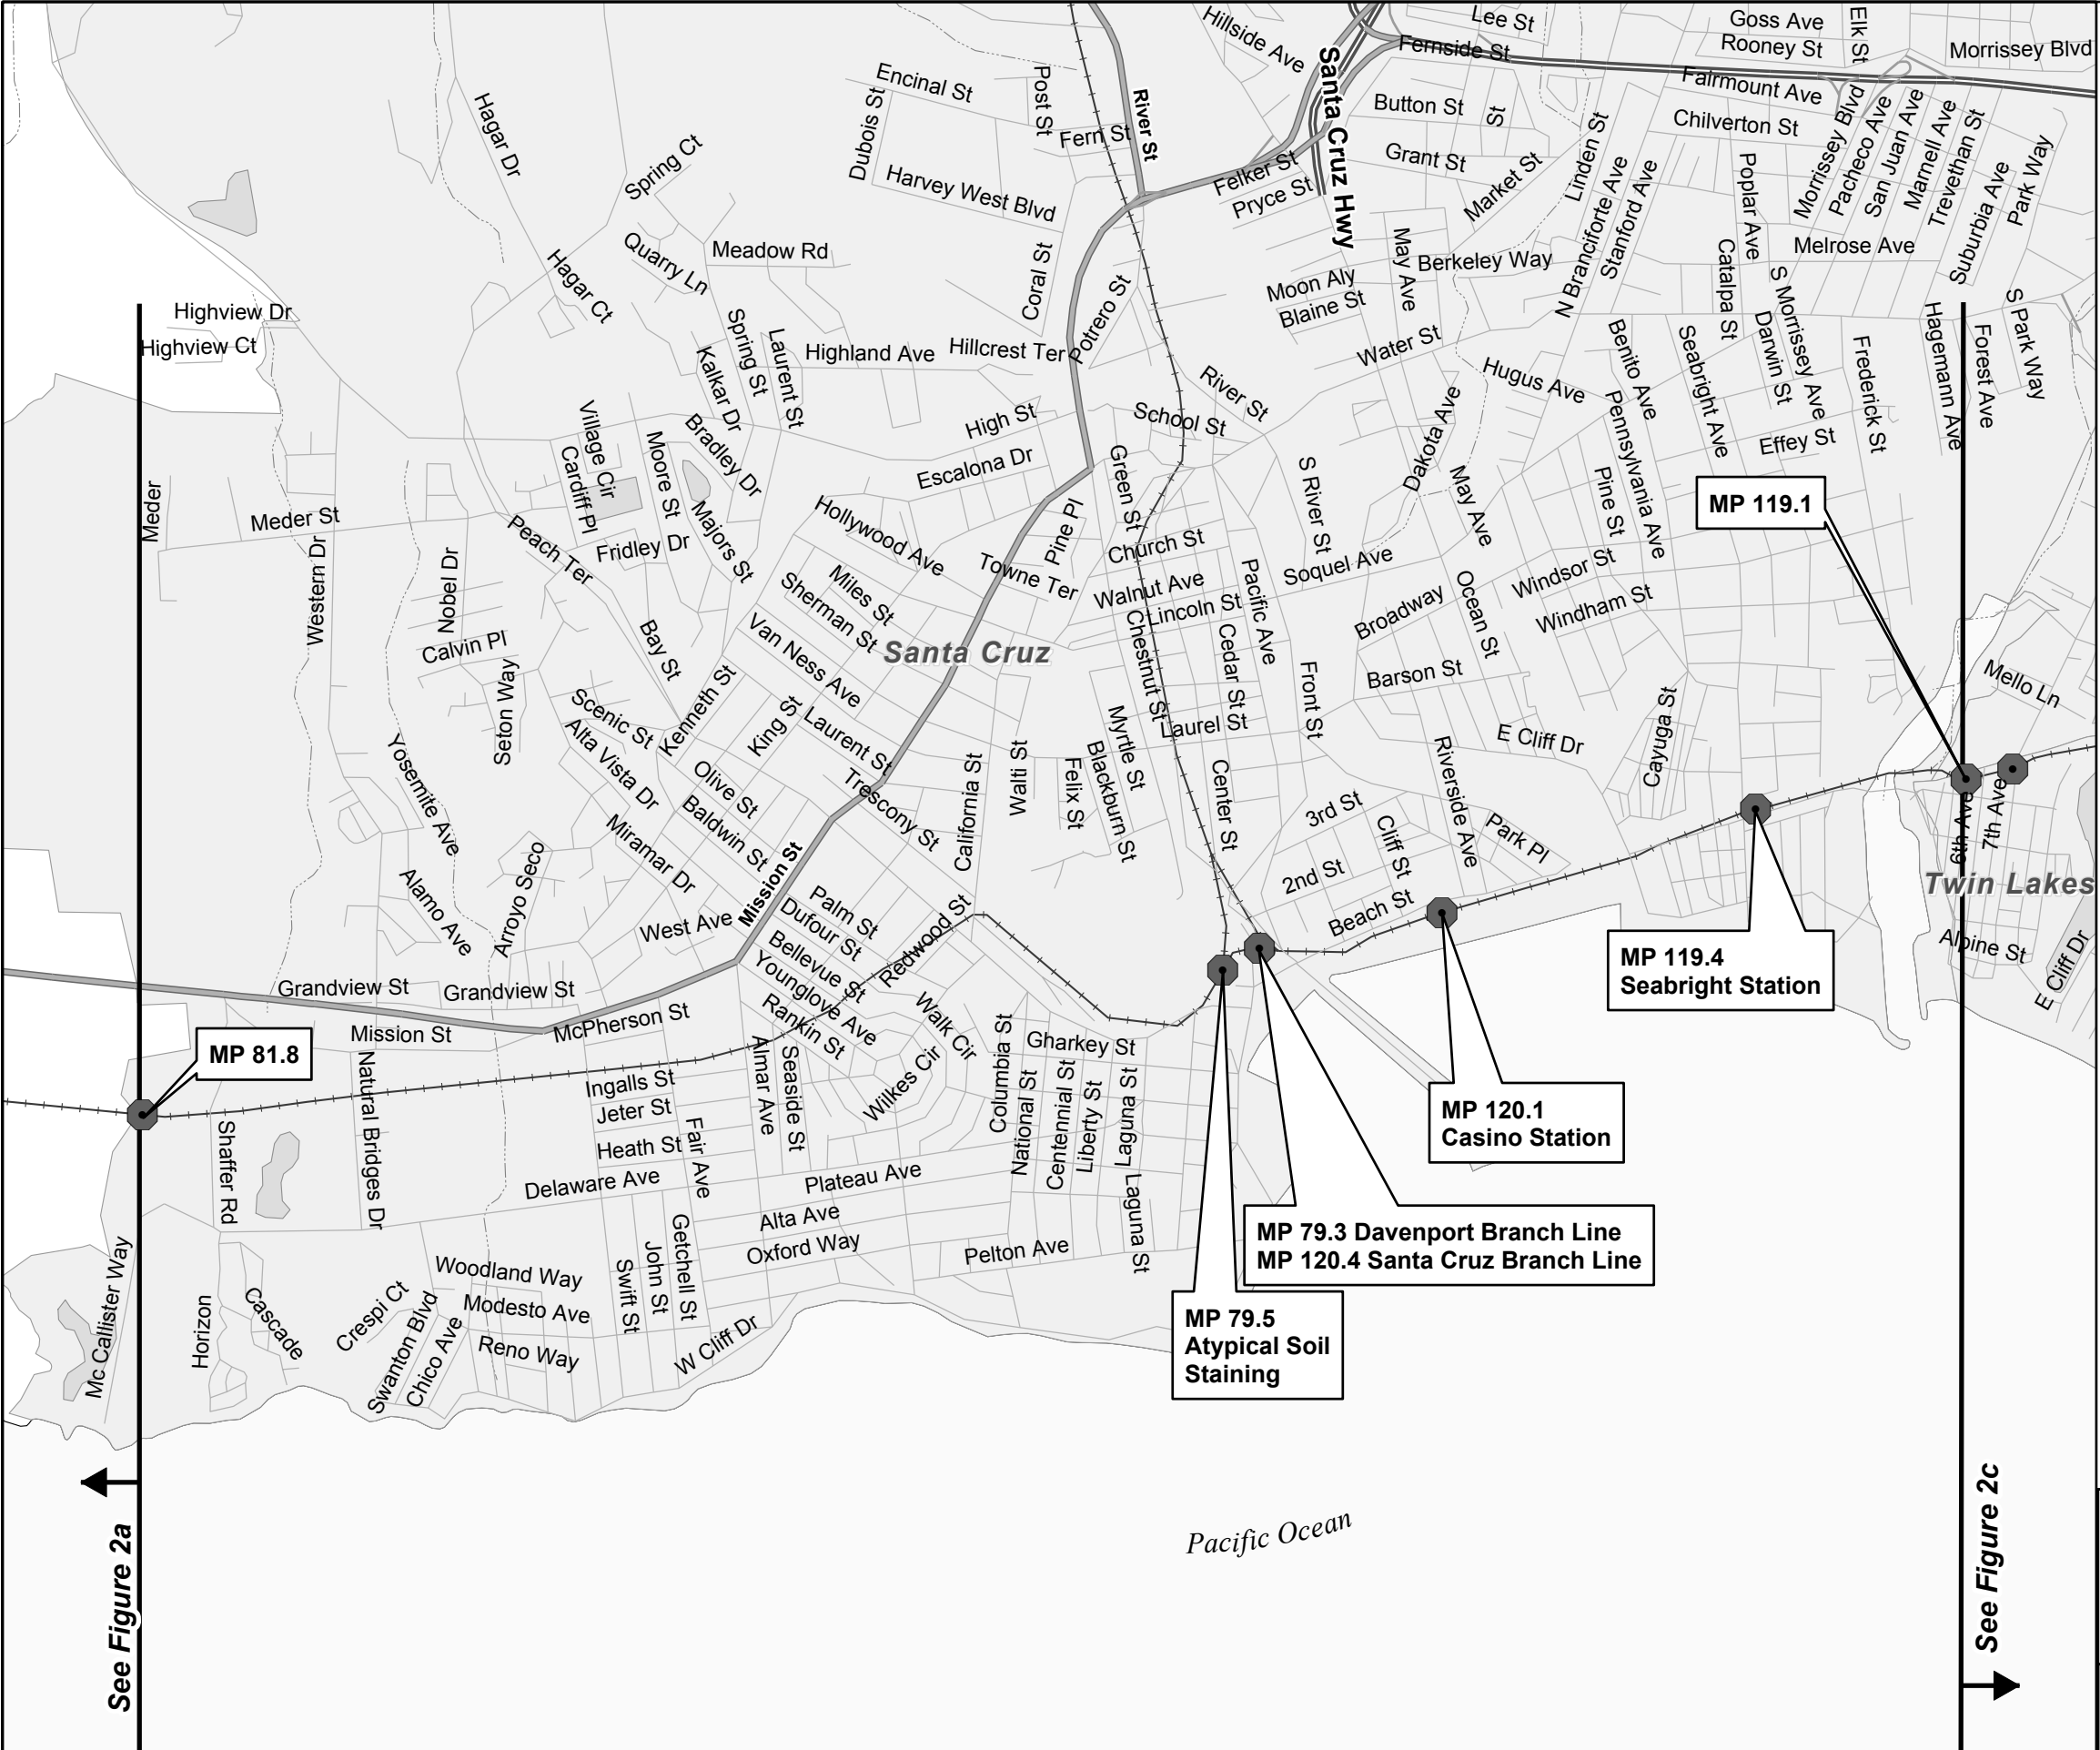 Hillside Ave
Lee St
Goss Ave
Elk St
Rooney St
Morrissey Blvd
Fernside St
Santa Cruz Hwy
Encinal St
Post St
Dubois St
River St
Fern St
Hagar Dr
Button St
St
Fairmount Ave
Chilverton St
Morrissey Blvd
Pacheco Ave
San Juan Ave
Marnell Ave
Trevethan St
Suburbia Ave
Park Way
Spring Ct
Harvey West Blvd
Felker St
Pryce St
Grant St
Market St
Linden St
N Branciforte Ave
Stanford Ave
Poplar Ave
Melrose Ave
Catalpa St
Quarry Ln
Meadow Rd
Hagar Ct
Coral St
Potrero St
Moon Aly
Blaine St
May Ave
Berkeley Way
S Morrissey Ave
Darwin St
Highview Dr
Highview Ct
Spring St
Laurent St
Kalkar Dr
Highland Ave
Hillcrest Ter
Water St
Hugus Ave
Benito Ave
Seabright Ave
Frederick St
Hagemann Ave
Forest Ave
S Park Way
River St
School St
High St
Escalona Dr
Village Cir
Cardiff Pl
Moore St
Bradley Dr
Majors St
Green St
S River St
Dakota Ave
May Ave
Pennsylvania Ave
Pine St
Effey St
MP 119.1
Meder
Meder St
Western Dr
Peach Ter
Fridley Dr
Hollywood Ave
Pine Pl
Towne Ter
Church St
Walnut Ave
Lincoln St
Pacific Ave
Soquel Ave
Broadway
Ocean St
Windsor St
Windham St
Nobel Dr
Calvin Pl
Seton Way
Bay St
Miles St
Sherman St
Van Ness Ave
Santa Cruz
Chestnut St
Cedar St
Front St
Barson St
Mello Ln
Scenic St
Alta Vista Dr
Kenneth St
King St
Laurent St
Laurel St
Myrtle St
Blackburn St
Felix St
Walti St
California St
Center St
E Cliff Dr
Cayuga St
Riverside Ave
Yosemite Ave
Olive St
Baldwin St
Miramar Dr
Trescony St
3rd St
2nd St
Cliff St
Park Pl
Beach St
6th Ave
7th Ave
Twin Lakes
Alpine St
E Cliff Dr
Alamo Ave
Arroyo Seco
Mission St
West Ave
Palm St
Dufour St
Bellevue St
Younglove Ave
Rankin St
Redwood St
Walk Cir
Wilkes Cir
MP 119.4
Seabright Station
Grandview St
Grandview St
Mission St
McPherson St
MP 81.8
Natural Bridges Dr
Shaffer Rd
Ingalls St
Jeter St
Heath St
Fair Ave
Almar Ave
Seaside St
Columbia St
Gharkey St
National St
Centennial St
Liberty St
Laguna St
Laguna St
MP 120.1
Casino Station
Delaware Ave
Plateau Ave
Alta Ave
Oxford Way
Pelton Ave
MP 79.3 Davenport Branch Line
MP 120.4 Santa Cruz Branch Line
Mc Callister Way
Horizon
Cascade
Crespi Ct
Swanton Blvd
Chico Ave
Woodland Way
Modesto Ave
Reno Way
Swift St
John St
Getchell St
W Cliff Dr
MP 79.5
Atypical Soil
Staining
Pacific Ocean
See Figure 2a
See Figure 2c